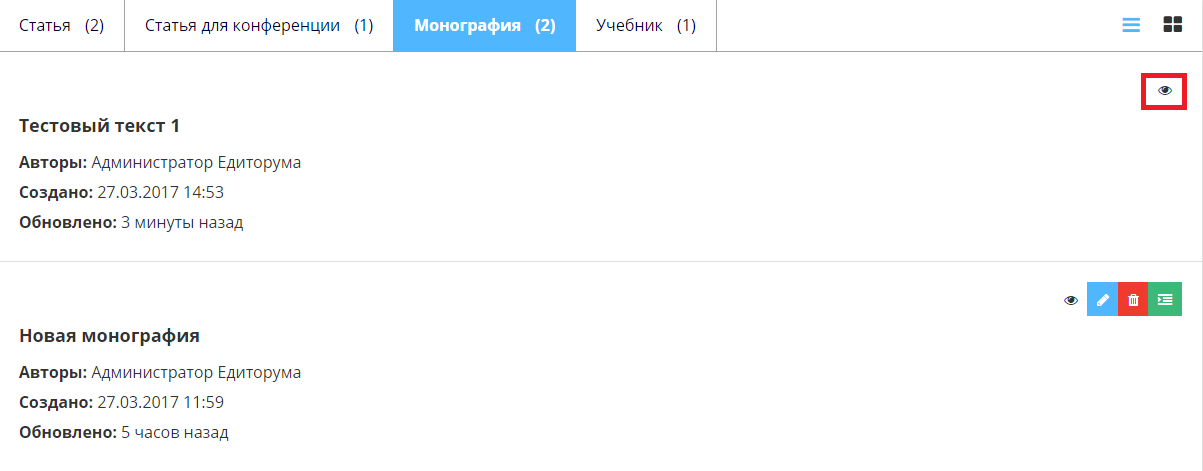 Статья (2) Статья для конференции (1) Монография (2) Учебник (1)
Тестовый текст 1
Авторы: Администратор Едиторума
Создано: 27.03.2017 14:53
Обновлено: 3 минуты назад
Новая монография
Авторы: Администратор Едиторума
Создано: 27.03.2017 11:59
Обновлено: 5 часов назад